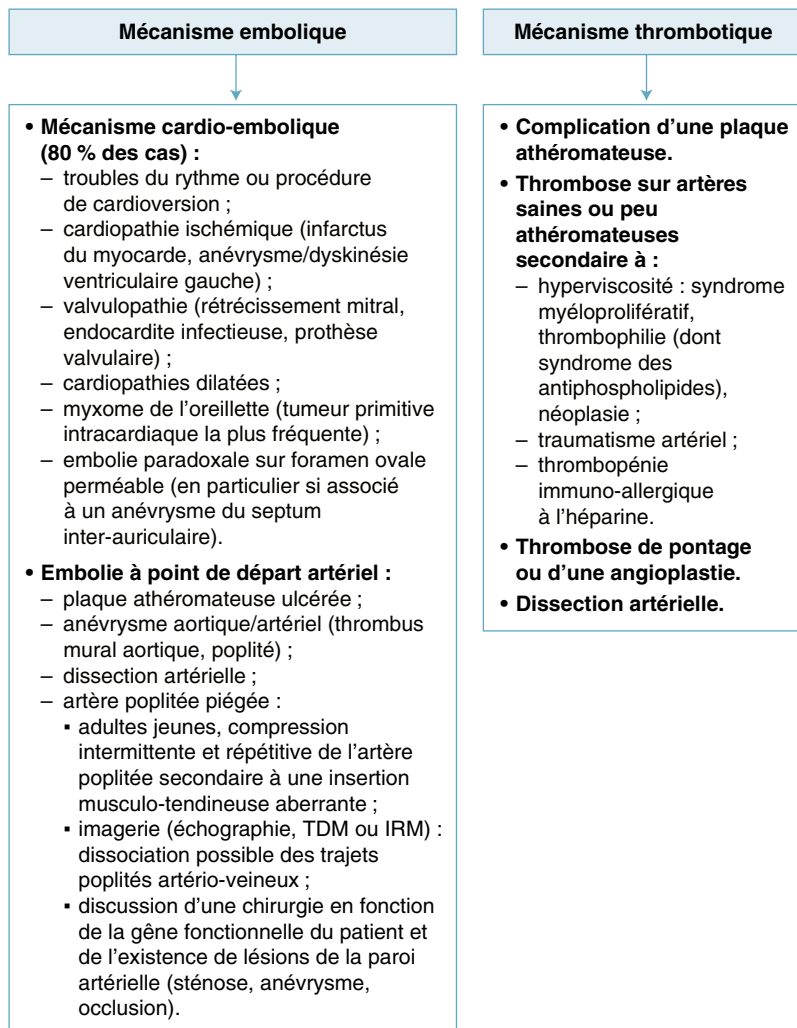 Mécanisme embolique
• Mécanisme cardio-embolique
(80 % des cas) :
– troubles du rythme ou procédure
de cardioversion ;
– cardiopathie ischémique (infarctus
du myocarde, anévrysme/dyskinésie
ventriculaire gauche) ;
– valvulopathie (rétrécissement mitral,
endocardite infectieuse, prothèse
valvulaire) ;
– cardiopathies dilatées ;
– myxome de l’oreillette (tumeur primitive
intracardiaque la plus fréquente) ;
– embolie paradoxale sur foramen ovale
perméable (en particulier si associé
à un anévrysme du septum
inter-auriculaire).
• Embolie à point de départ artériel :
– plaque athéromateuse ulcérée ;
– anévrysme aortique/artériel (thrombus
mural aortique, poplité) ;
– dissection artérielle ;
– artère poplitée piégée :
▪ adultes jeunes, compression
intermittente et répétitive de l’artère
poplitée secondaire à une insertion
musculo-tendineuse aberrante ;
▪ imagerie (échographie, TDM ou IRM) :
dissociation possible des trajets
poplités artério-veineux ;
▪ discussion d’une chirurgie en fonction
de la gêne fonctionnelle du patient et
de l’existence de lésions de la paroi
artérielle (sténose, anévrysme,
occlusion).
Mécanisme thrombotique
• Complication d’une plaque
athéromateuse.
• Thrombose sur artères
saines ou peu
athéromateuses
secondaire à :
– hyperviscosité : syndrome
myéloprolifératif,
thrombophilie (dont
syndrome des
antiphospholipides),
néoplasie ;
– traumatisme artériel ;
– thrombopénie
immuno-allergique
à l’héparine.
• Thrombose de pontage
ou d’une angioplastie.
• Dissection artérielle.